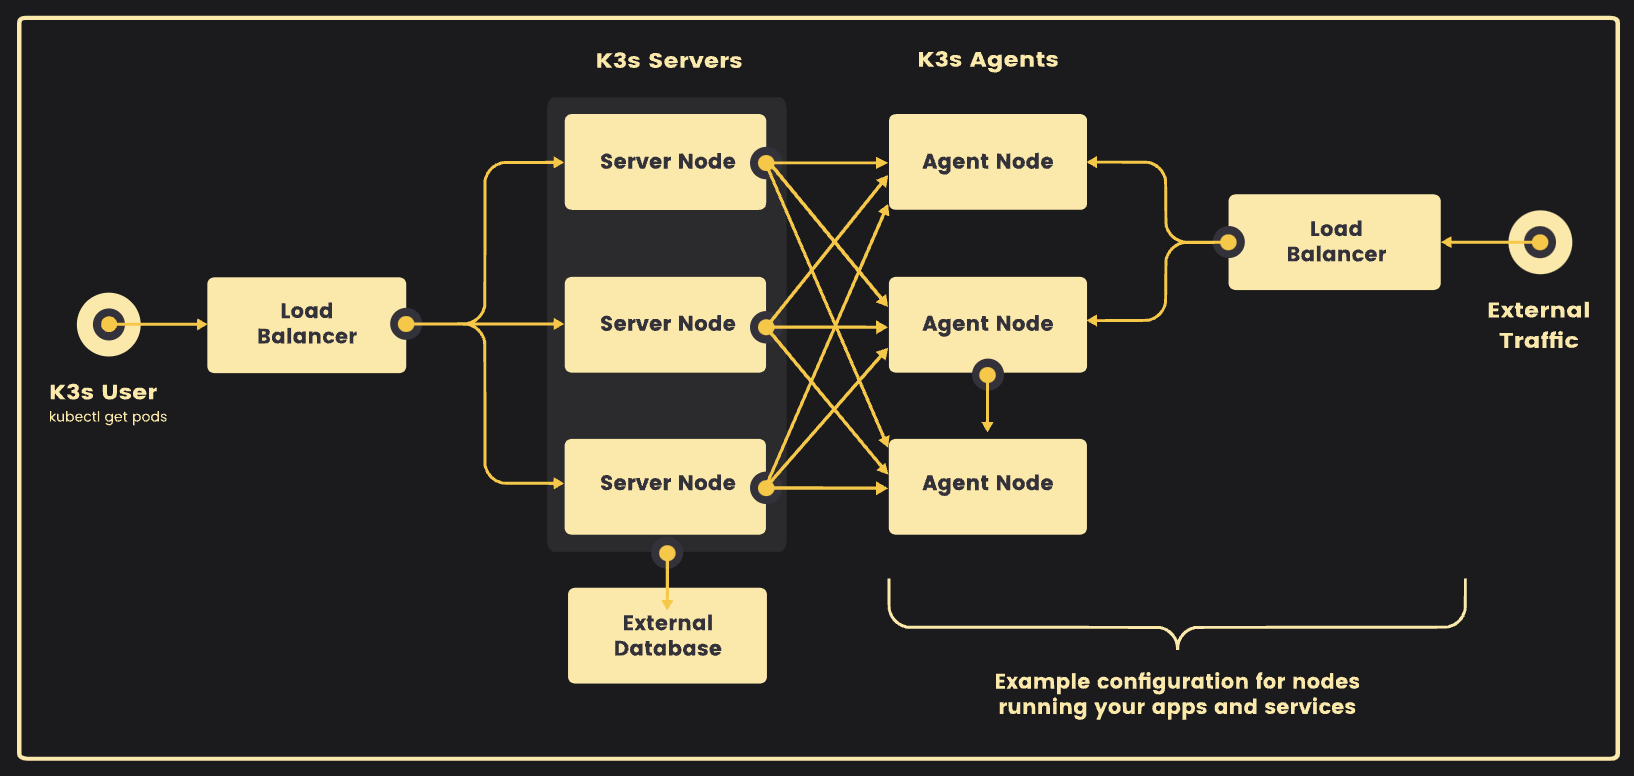 K3s Servers
K3s Agents
Server Node
Agent Node
Load
Balancer
External
Traffic
Load
Balancer
Server Node
Agent Node
K3s User
kubectl get pods
Server Node
Agent Node
External
Database
Example configuration for nodes
running your apps and services